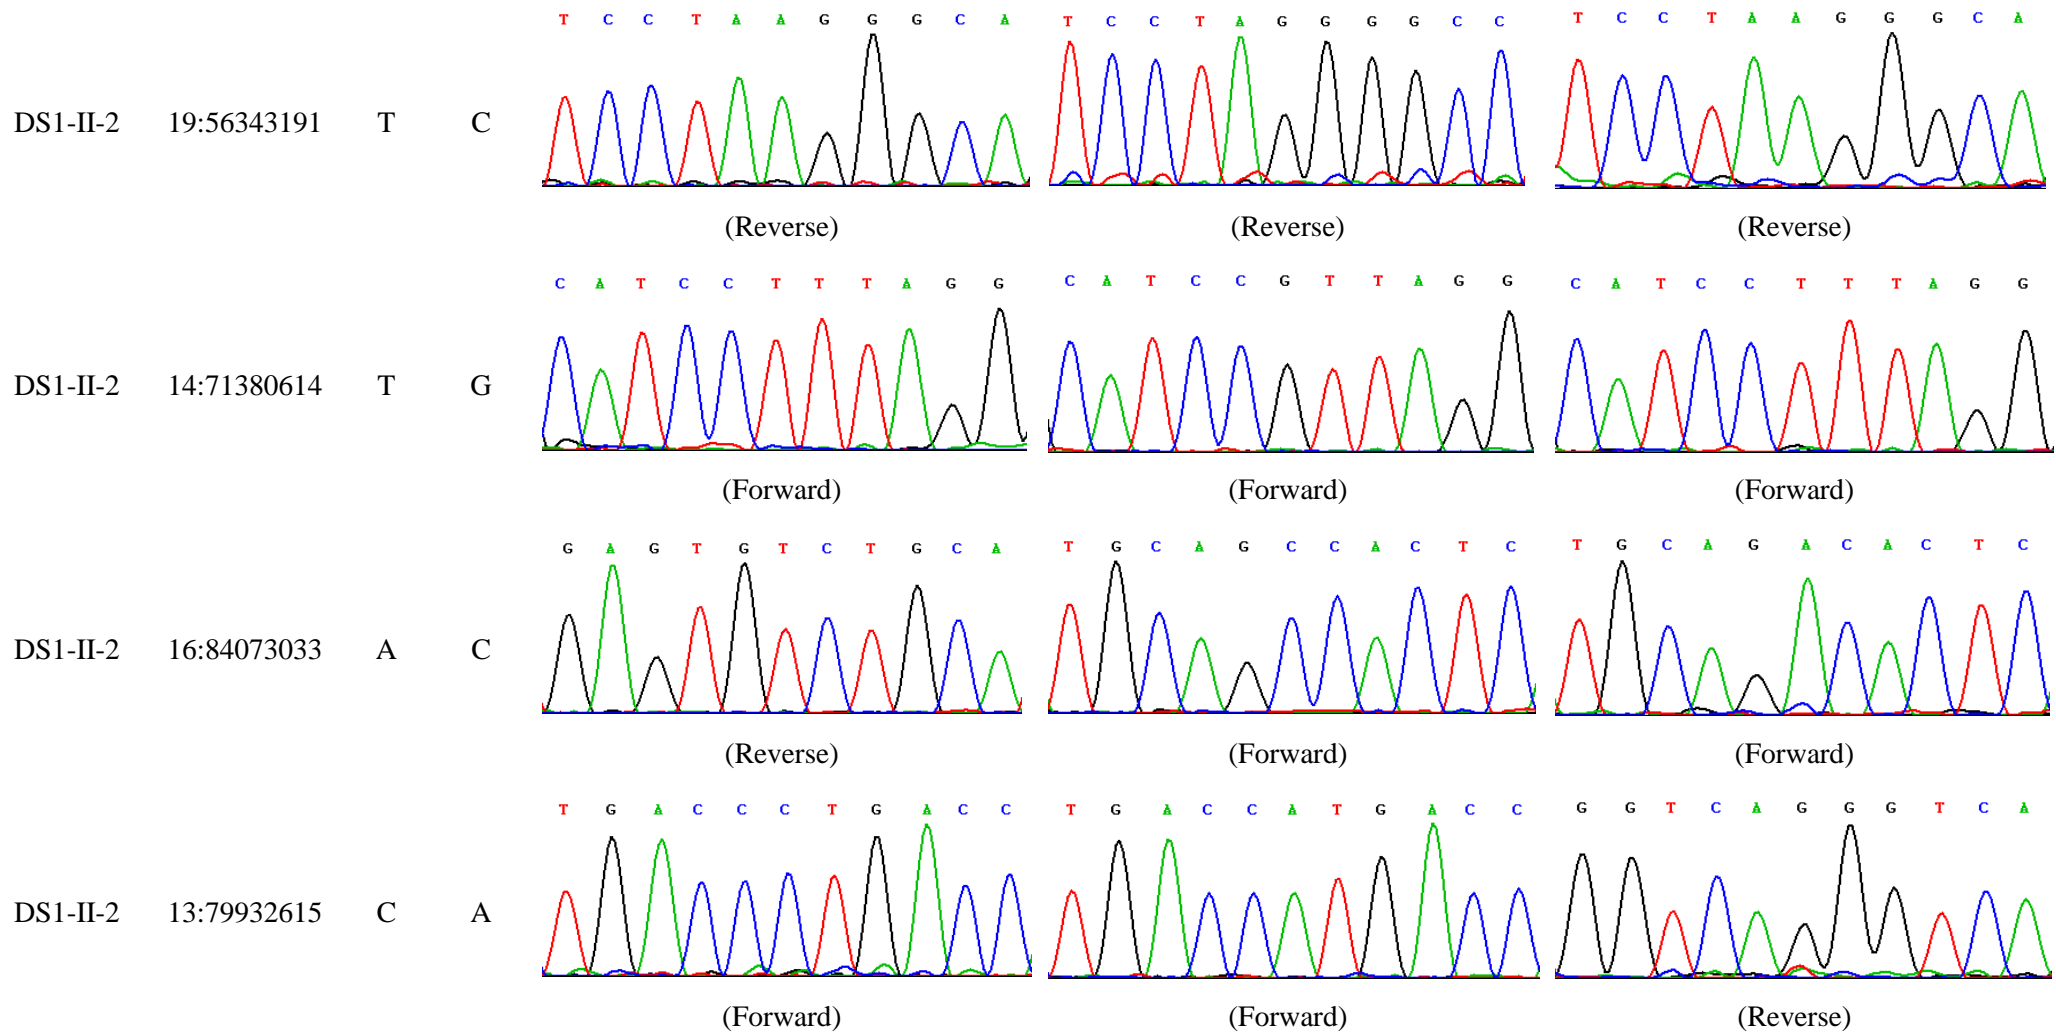 T C C T A A G G G C A T C C T A G G G G C C T C C T A A G G G C A
DS1-II-2 19:56343191 T C
(Reverse) (Reverse) (Reverse)
C A T C C T T T A G G C A T C C G T T A G G C A T C C T T T A G G
DS1-II-2 14:71380614 T G
(Forward) (Forward) (Forward)
G A G T G T C T G C A T G C A G C C A C T C T G C A G A C A C T C
DS1-II-2 16:84073033 A C
(Reverse) (Forward) (Forward)
T G A C C C T G A C C T G A C C A T G A C C G G T C A G G G T C A
DS1-II-2 13:79932615 C A
(Forward) (Forward) (Reverse)